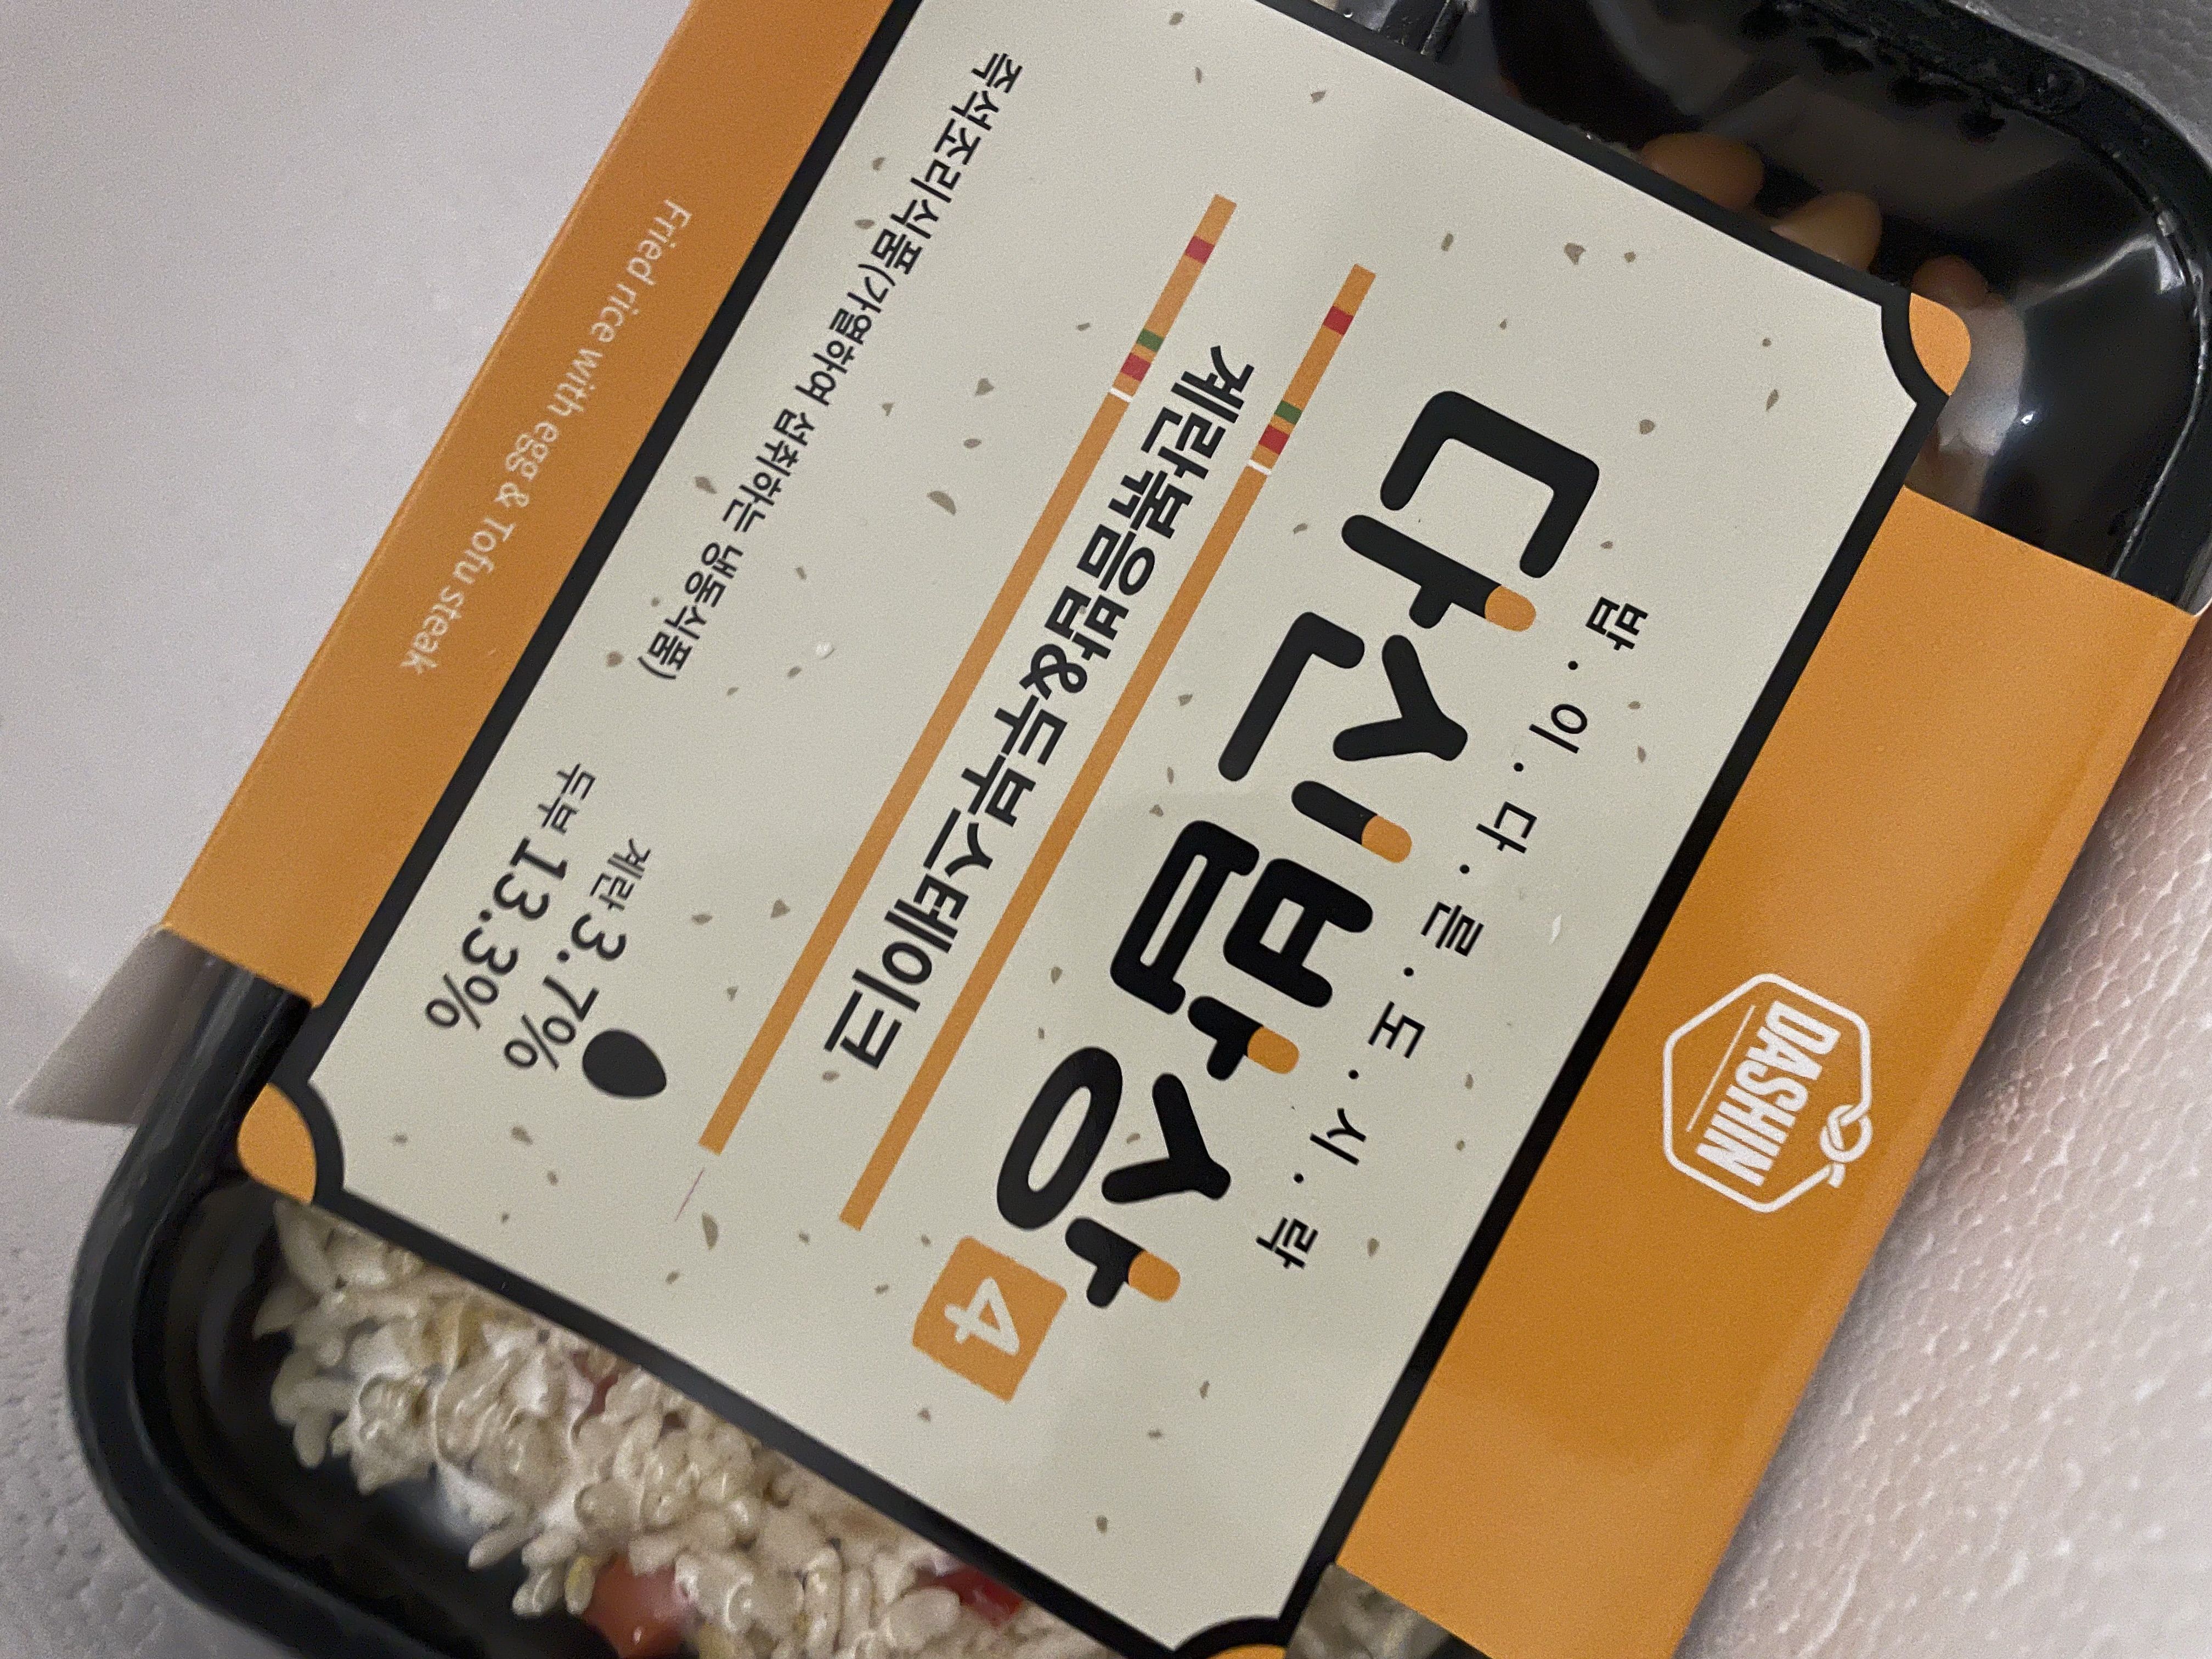 DASHIN
밥·이·다·른·도·시·락
다신밥상 4
계란볶음밥&두부스테이크
즉석조리식품(가열하여 섭취하는 냉동식품)
계란 3.7%
두부 13.3%
Fried rice with egg & Tofu steak